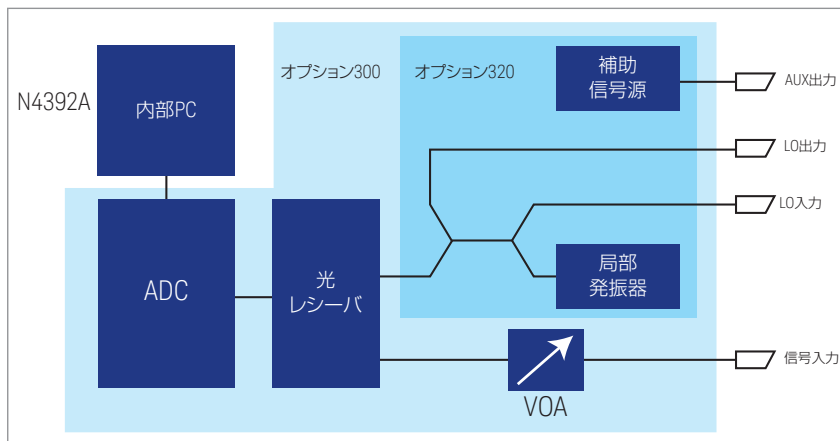 N4392A
内部PC
オプション300
オプション320
補助
信号源
AUX出力
LO出力
LO入力
ADC
光
レシーバ
局部
発振器
VOA
信号入力